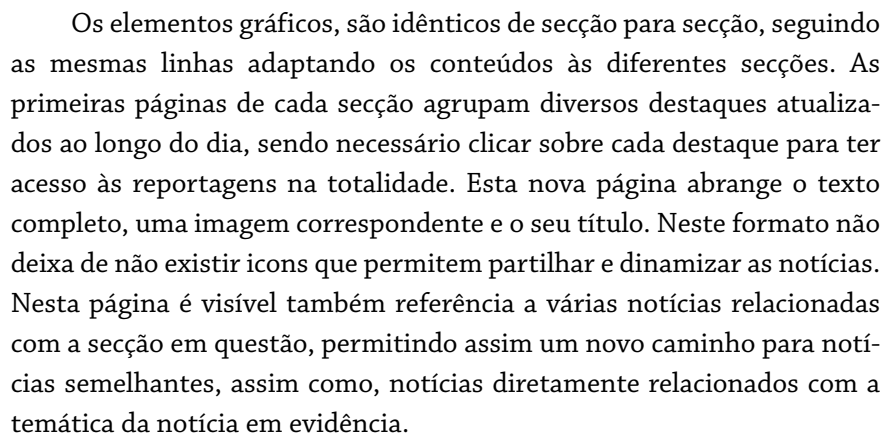 Os elementos gráficos, são idênticos de secção para secção, seguindo
as mesmas linhas adaptando os conteúdos às diferentes secções. As
primeiras páginas de cada secção agrupam diversos destaques atualiza-
dos ao longo do dia, sendo necessário clicar sobre cada destaque para ter
acesso às reportagens na totalidade. Esta nova página abrange o texto
completo, uma imagem correspondente e o seu título. Neste formato não
deixa de não existir icons que permitem partilhar e dinamizar as notícias.
Nesta página é visível também referência a várias notícias relacionadas
com a secção em questão, permitindo assim um novo caminho para notí-
cias semelhantes, assim como, notícias diretamente relacionados com a
temática da notícia em evidência.